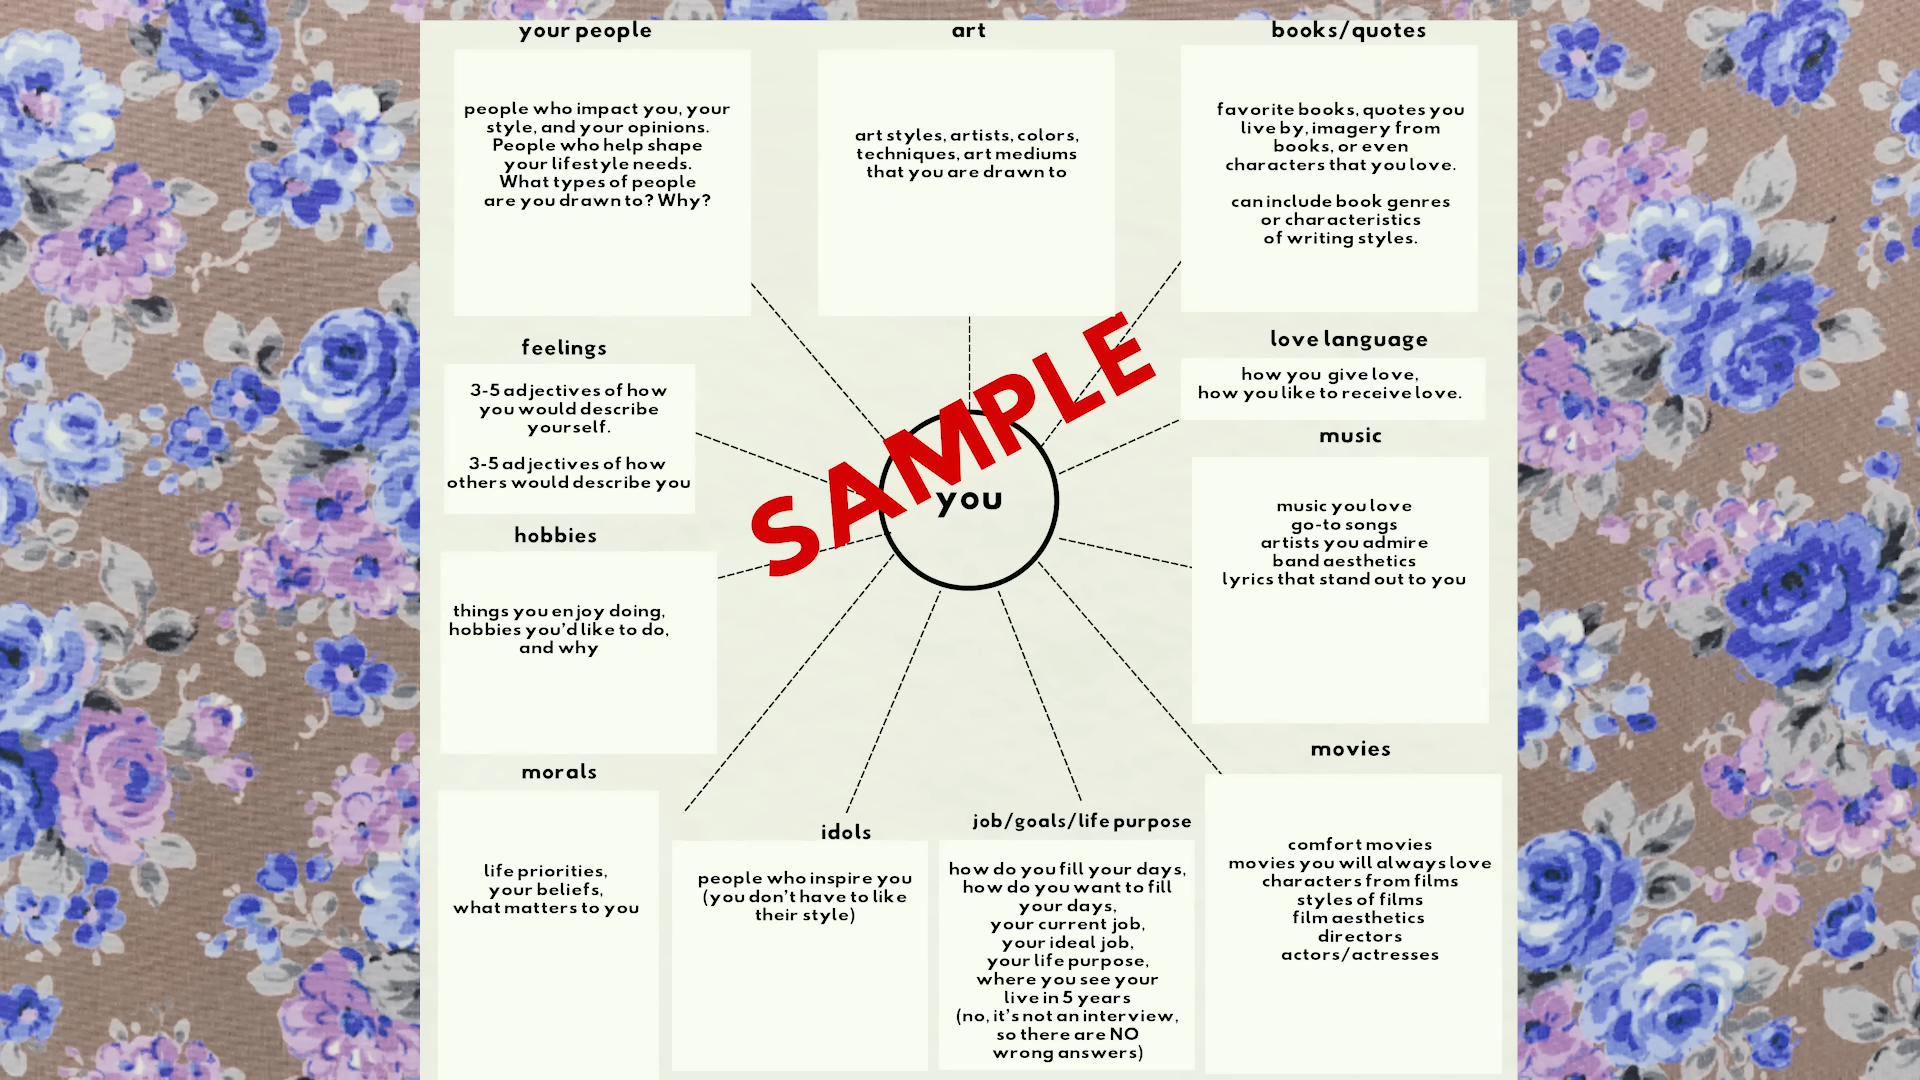 your people
people who impact you, your
style, and your opinions.
People who help shape
your lifestyle needs.
What types of people
are you drawn to? Why?
art
art styles, artists, colors,
techniques, art mediums
that you are drawn to
books/quotes
favorite books, quotes you
live by, imagery from
books, or even
characters that you love.
can include book genres
or characteristics
of writing styles.
feelings
3-5 adjectives of how
you would describe
yourself.
3-5 adjectives of how
others would describe you
SAMPLE
you
love language
how you give love,
how you like to receive love.
music
music you love
go-to songs
artists you admire
band aesthetics
lyrics that stand out to you
hobbies
things you enjoy doing,
hobbies you'd like to do,
and why
morals
life priorities,
your beliefs,
what matters to you
idols
people who inspire you
(you don't have to like
their style)
job/goals/life purpose
how do you fill your days,
how do you want to fill
your days,
your current job,
your ideal job,
your life purpose,
where you see your
live in 5 years
(no, it's not an interview,
so there are NO
wrong answers)
movies
comfort movies
movies you will always love
characters from films
styles of films
film aesthetics
directors
actors/actresses